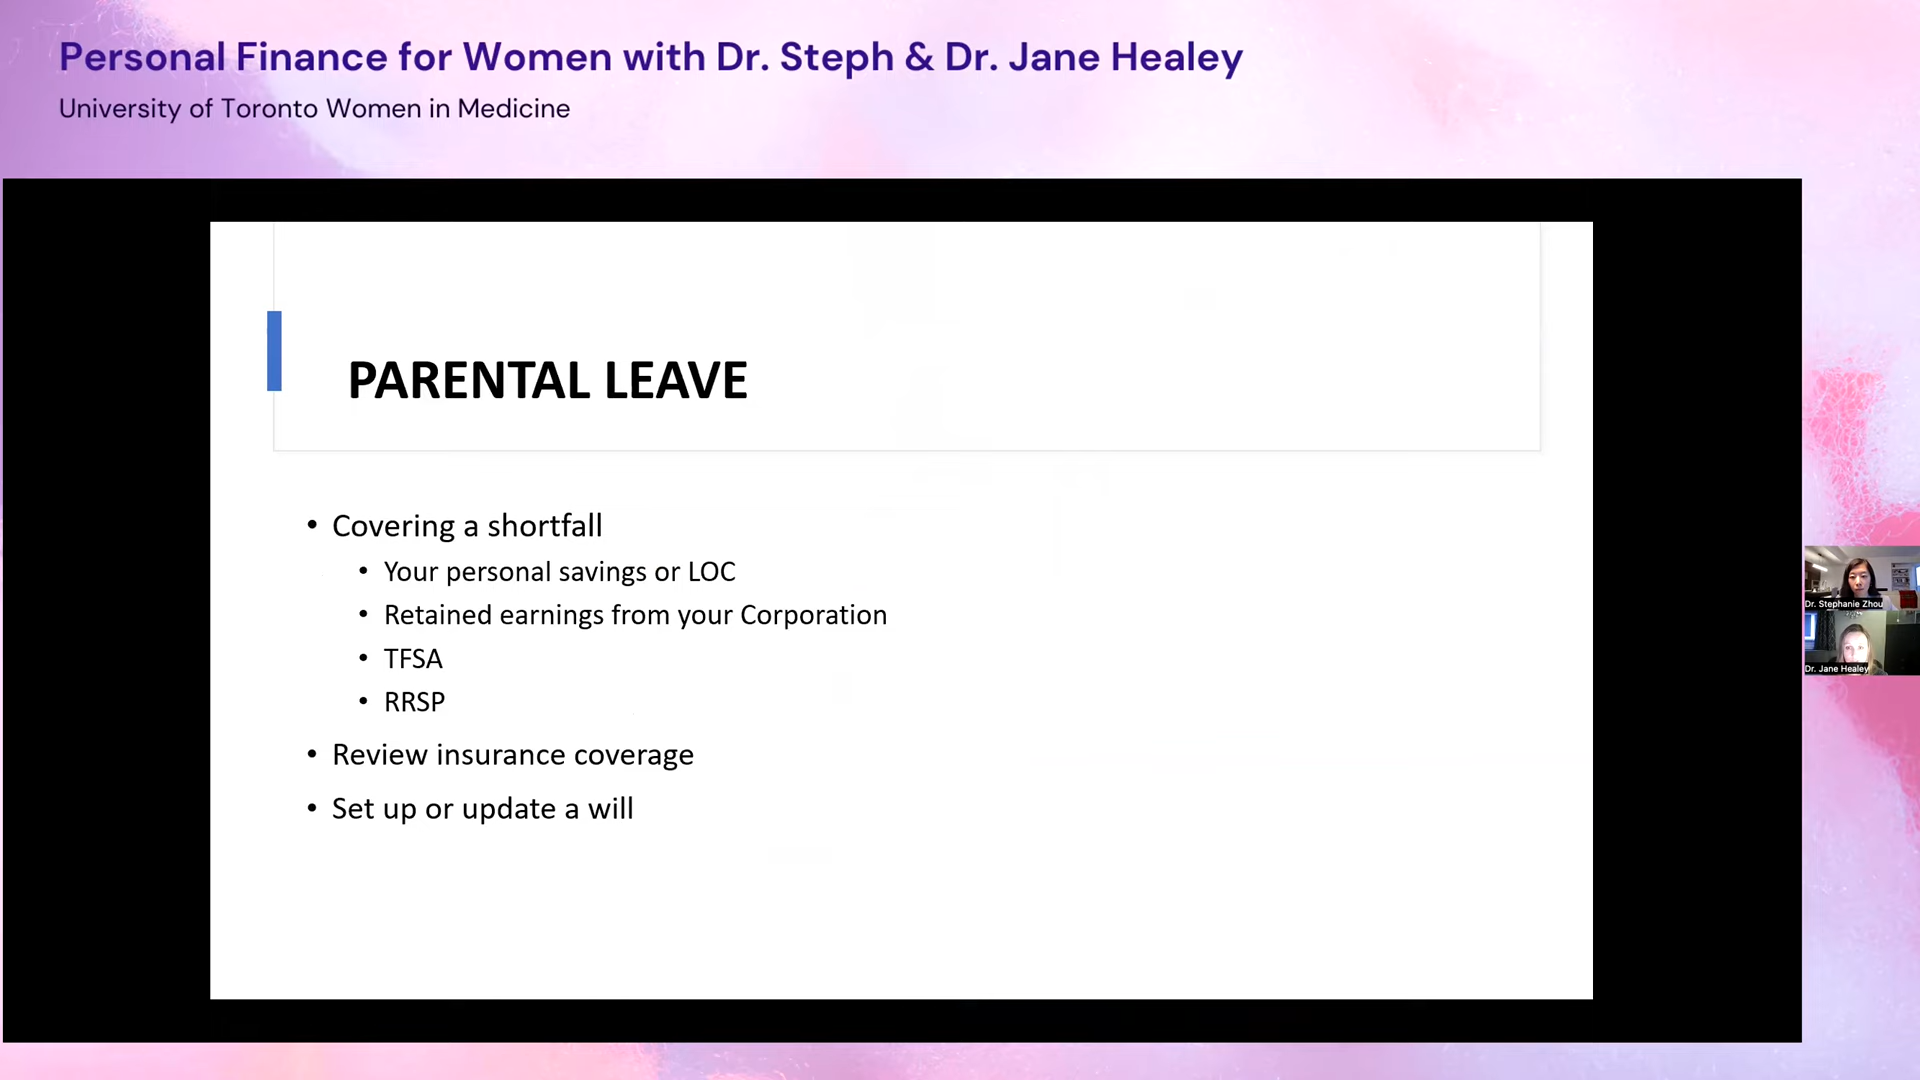 Personal Finance for Women with Dr. Steph & Dr. Jane Healey
University of Toronto Women in Medicine
PARENTAL LEAVE
• Covering a shortfall
• Your personal savings or LOC
• Retained earnings from your Corporation
• TFSA
• RRSP
• Review insurance coverage
• Set up or update a will
Dr. Stephanie Zhou
Dr. Jane Healey